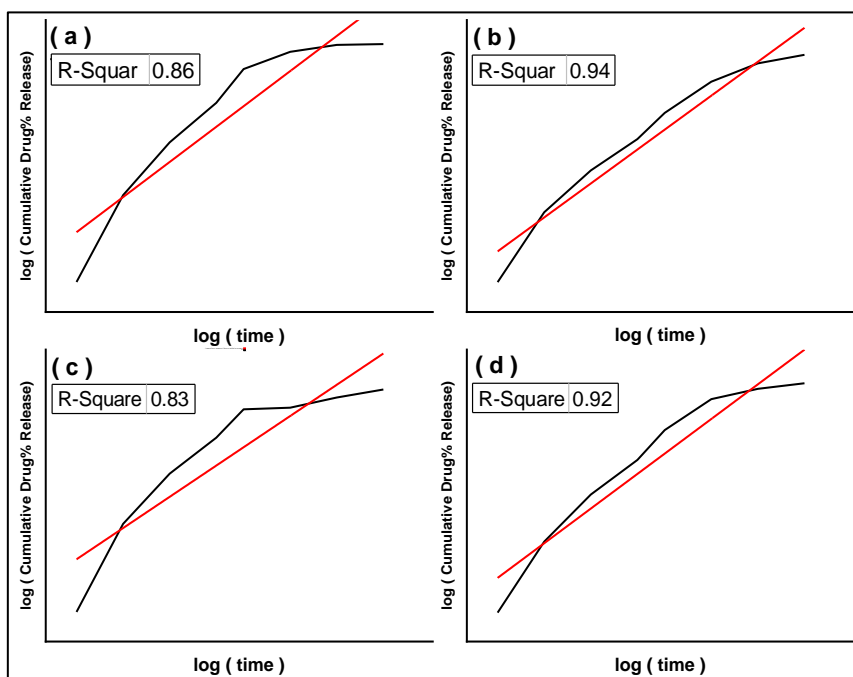 ( a )
R-Squar 0.86
log ( Cumulative Drug% Release)
log ( time )
( b )
R-Squar 0.94
log ( Cumulative Drug% Release)
log ( time )
( c )
R-Square 0.83
log ( Cumulative Drug% Release)
log ( time )
( d )
R-Square 0.92
log ( Cumulative Drug% Release)
log ( time )